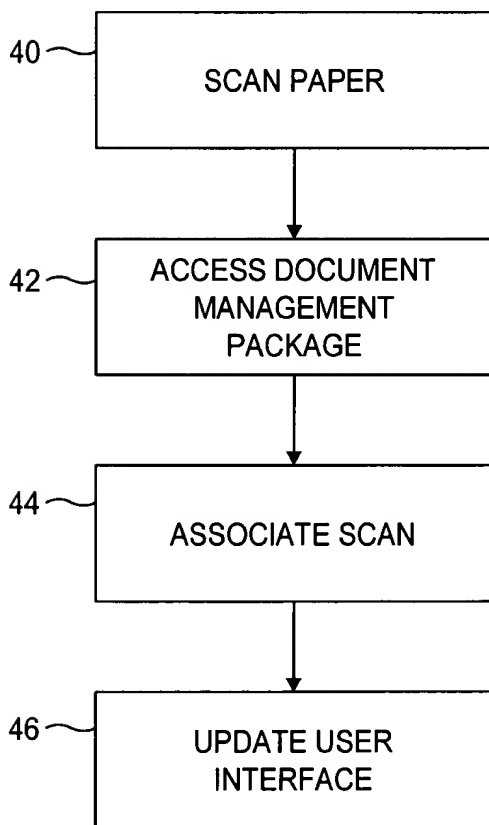 40
SCAN PAPER
42
ACCESS DOCUMENT
MANAGEMENT
PACKAGE
44
ASSOCIATE SCAN
46
UPDATE USER
INTERFACE